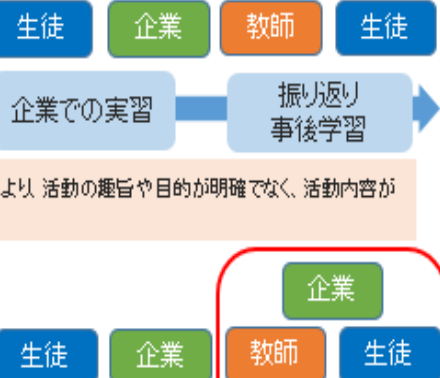 生徒 企業 教師 生徒
企業での実習 振り返り
事後学習
より、活動の趣旨や目的が明確でなく、活動内容が
企業
生徒 企業 教師 生徒